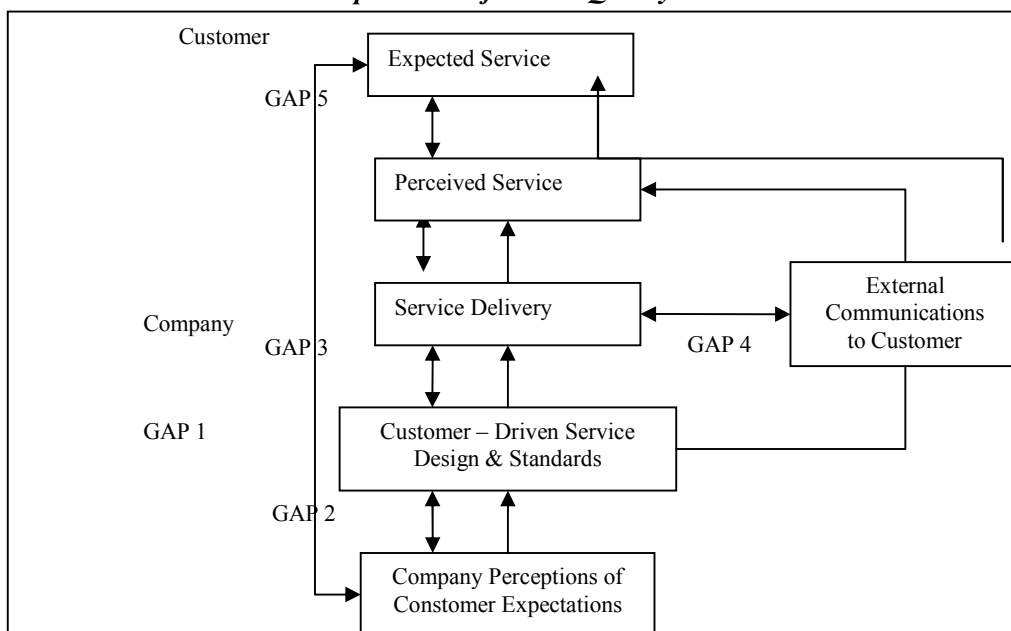 Customer
Expected Service
GAP 5
Perceived Service
Service Delivery
External
Communications
to Customer
Company
GAP 3
GAP 4
GAP 1
Customer – Driven Service
Design & Standards
GAP 2
Company Perceptions of
Constomer Expectations